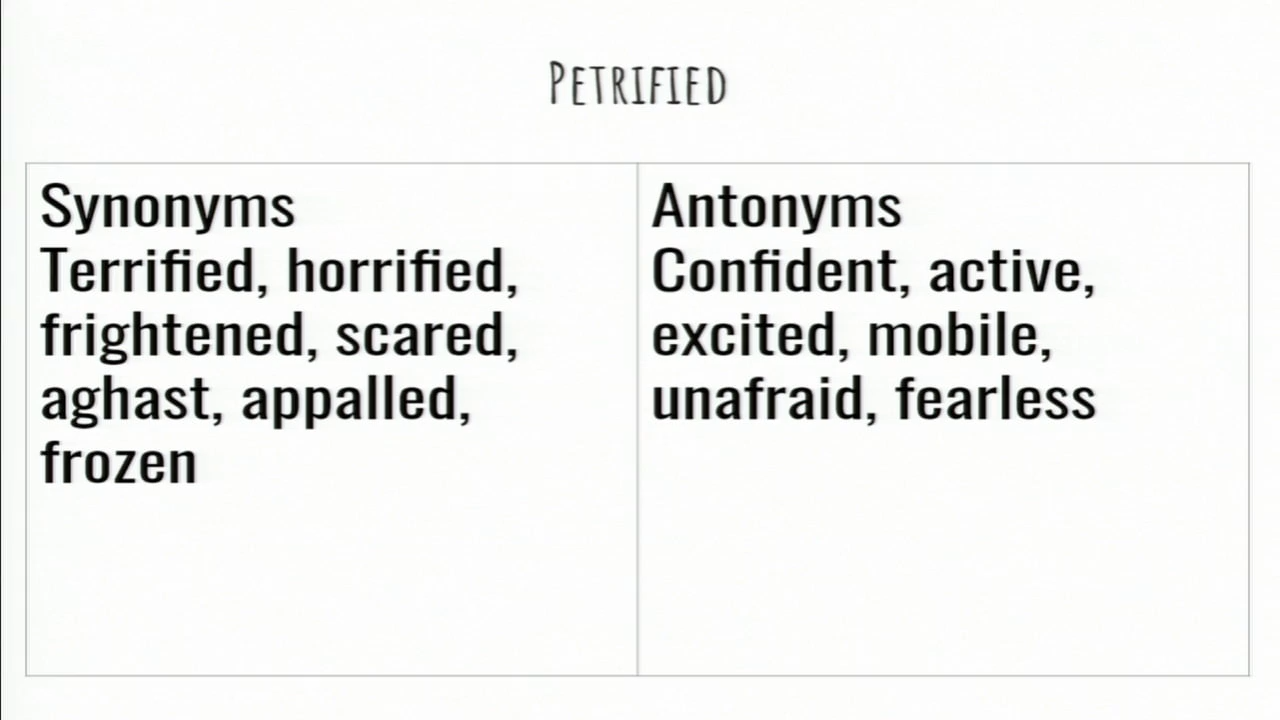 PETRIFIED
Synonyms
Terrified, horrified,
frightened, scared,
aghast, appalled,
frozen
Antonyms
Confident, active,
excited, mobile,
unafraid, fearless